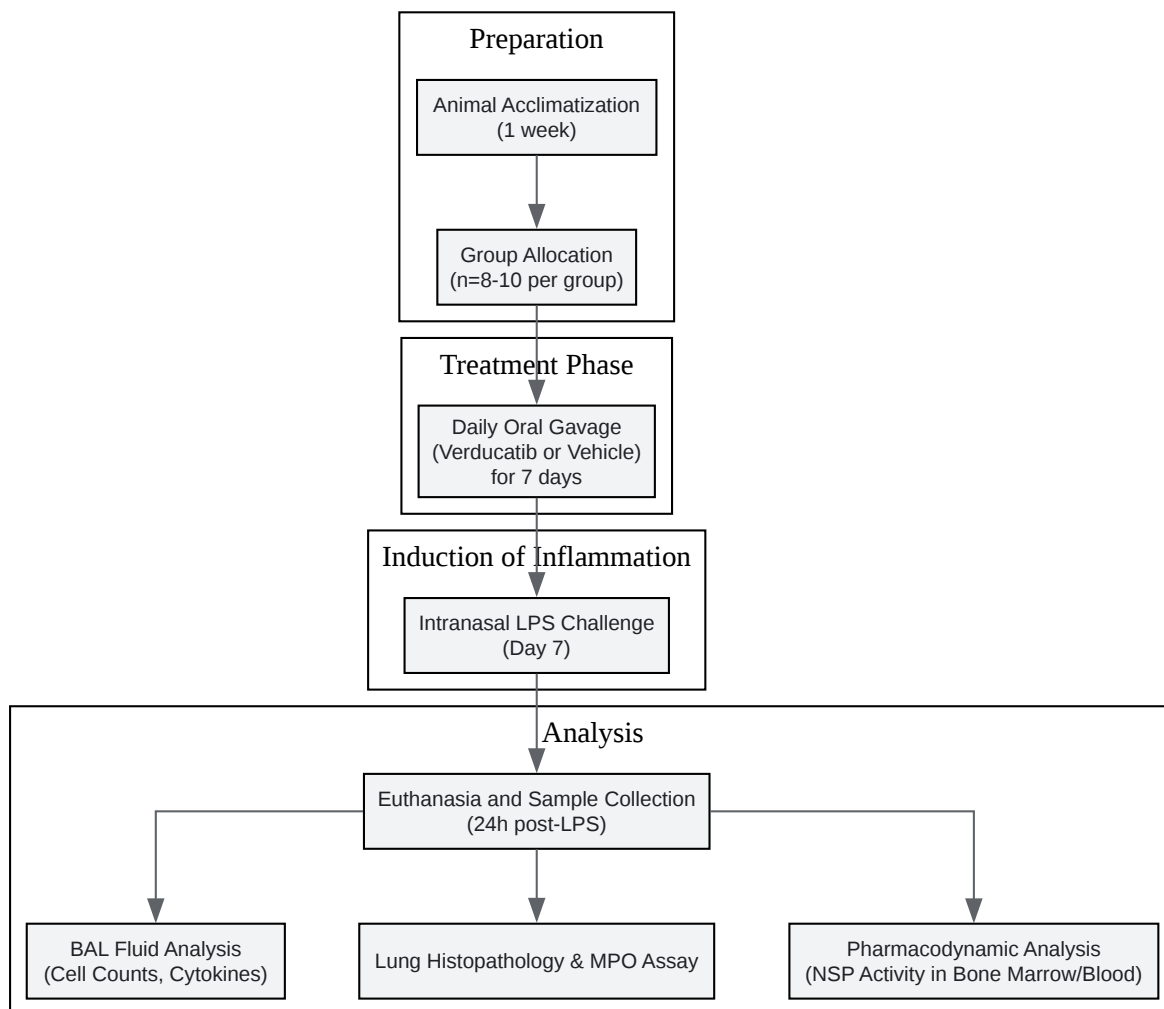 Preparation
Animal Acclimatization
(1 week)
Group Allocation
(n=8-10 per group)
Treatment Phase
Daily Oral Gavage
(Verducatib or Vehicle)
for 7 days
Induction of Inflammation
Intranasal LPS Challenge
(Day 7)
Analysis
Euthanasia and Sample Collection
(24h post-LPS)
BAL Fluid Analysis
(Cell Counts, Cytokines)
Lung Histopathology & MPO Assay
Pharmacodynamic Analysis
(NSP Activity in Bone Marrow/Blood)